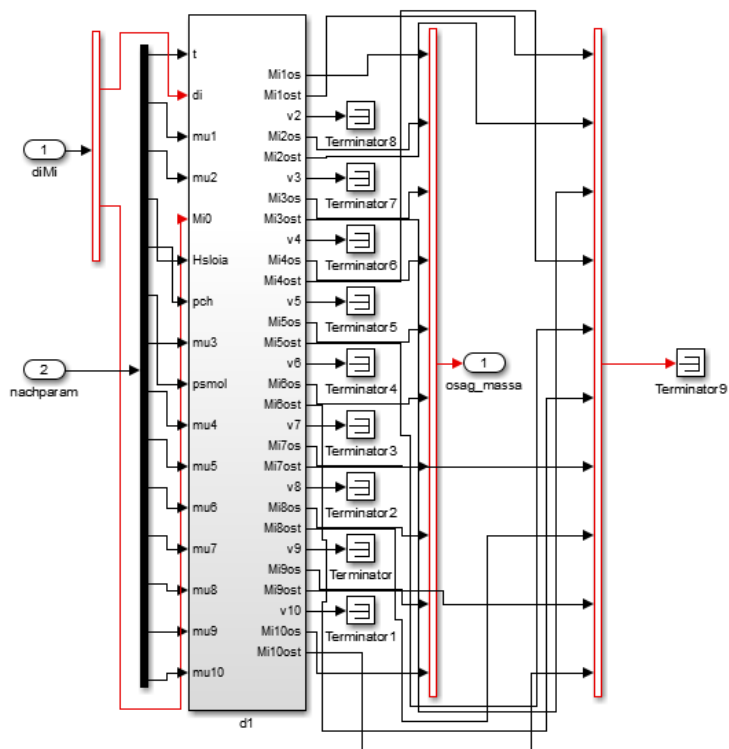 t
di
mu1
mu2
Mi0
Hsloia
pch
mu3
psmol
mu4
mu5
mu6
mu7
mu8
mu9
mu10
1
diMi
2
nachparam
Mi1os
Mi1ost
v2
Mi2os
Mi2ost
v3
Mi3os
Mi3ost
v4
Mi4os
Mi4ost
v5
Mi5os
Mi5ost
v6
Mi6os
Mi6ost
v7
Mi7os
Mi7ost
v8
Mi8os
Mi8ost
v9
Mi9os
Mi9ost
v10
Mi10os
Mi10ost
d1
Terminator8
Terminator7
Terminator6
Terminator5
Terminator4
Terminator3
Terminator2
Terminator
Terminator1
1
osag_massa
Terminator9